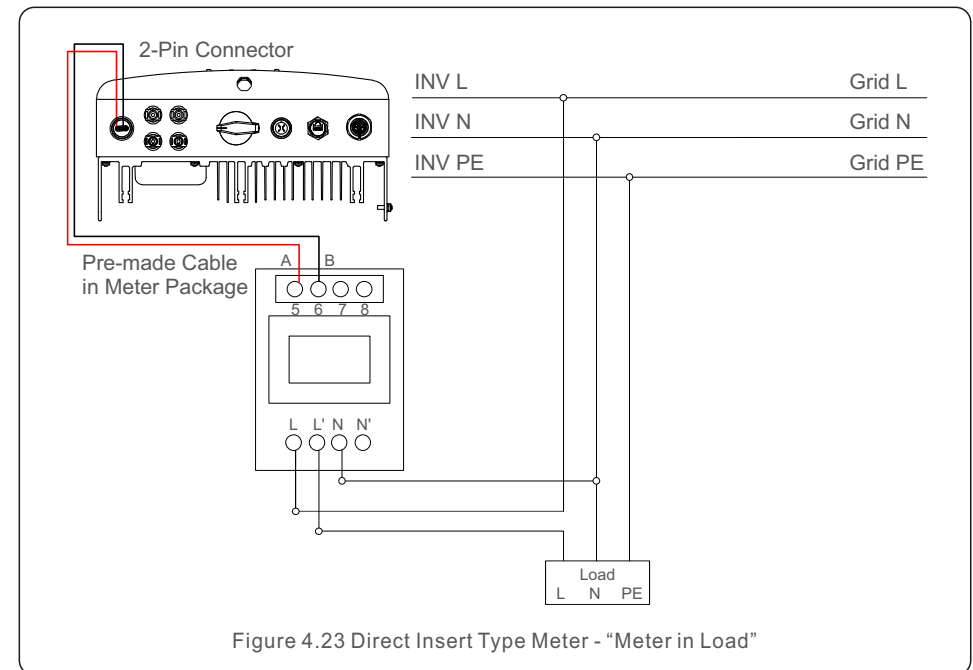 2-Pin Connector
INV L Grid L
INV N Grid N
INV PE Grid PE
Pre-made Cable
in Meter Package
A B
5 6 7 8
L L' N N'
Load
L N PE
Figure 4.23 Direct Insert Type Meter - “Meter in Load”